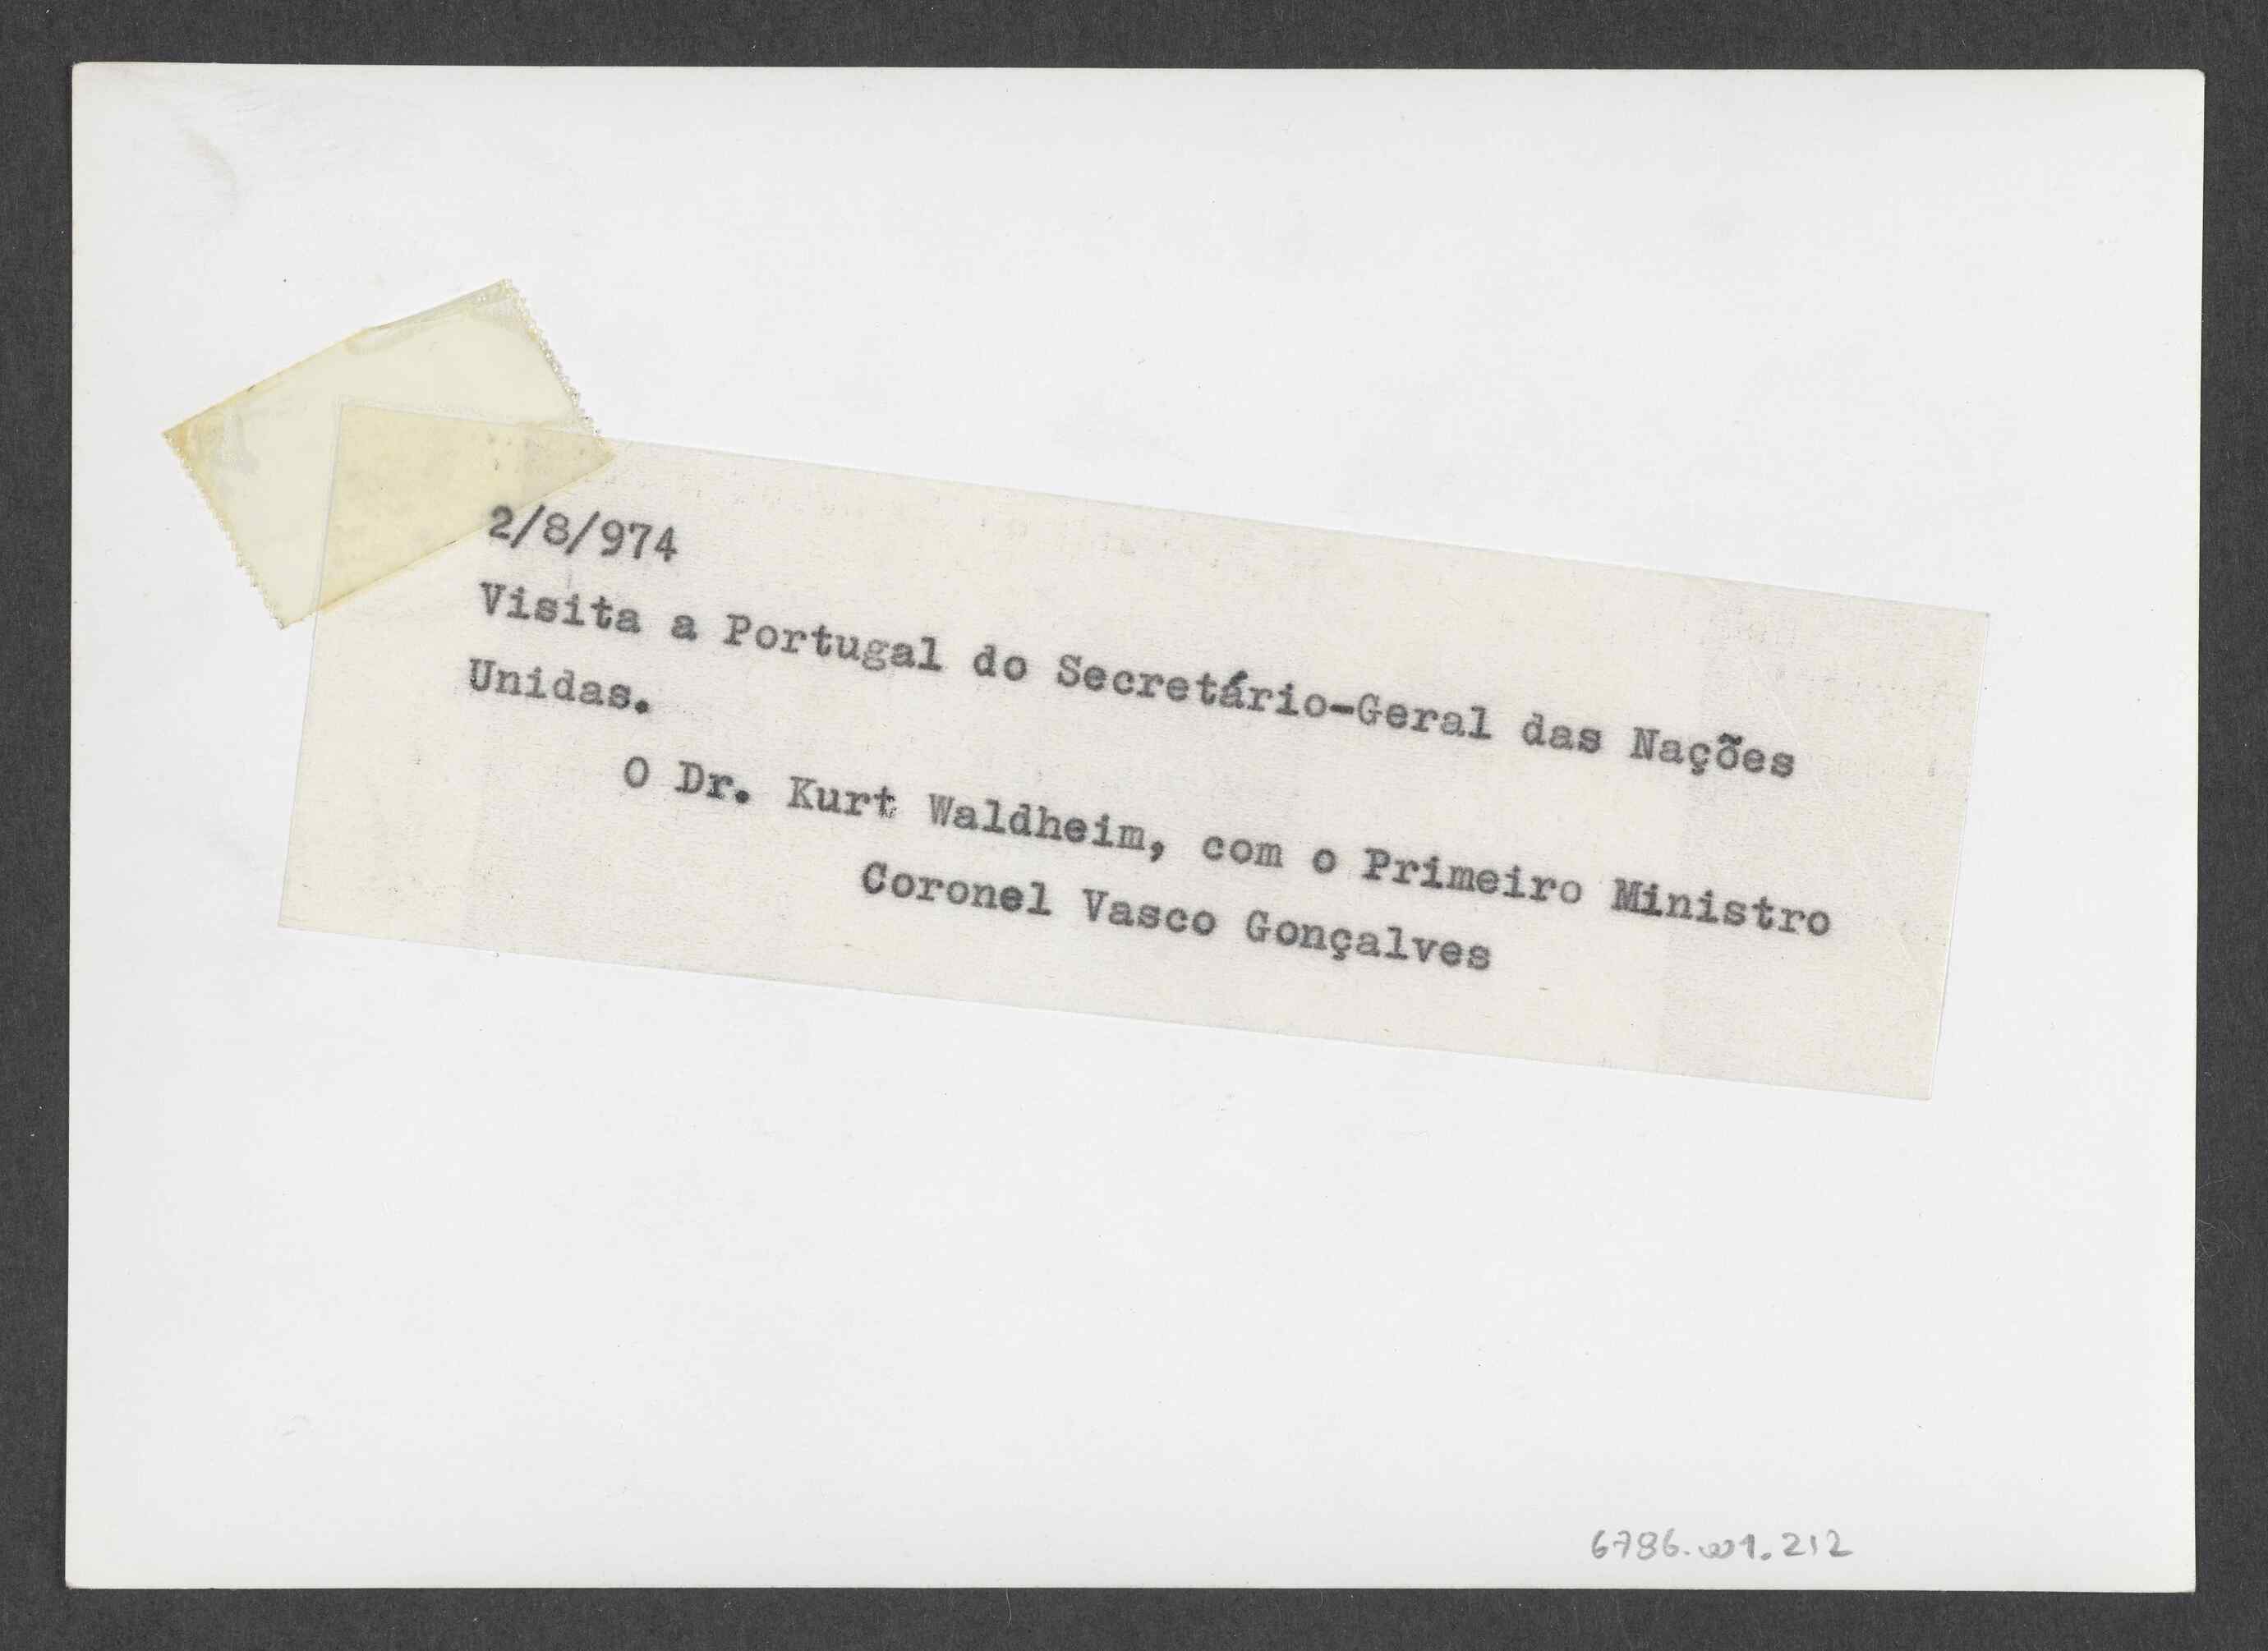 2/8/974
Visita a Portugal do Secretário-Geral das Nações
Unidas.
O Dr. Kurt Waldheim, com o Primeiro Ministro
Coronel Vasco Gonçalves
6786.001.212